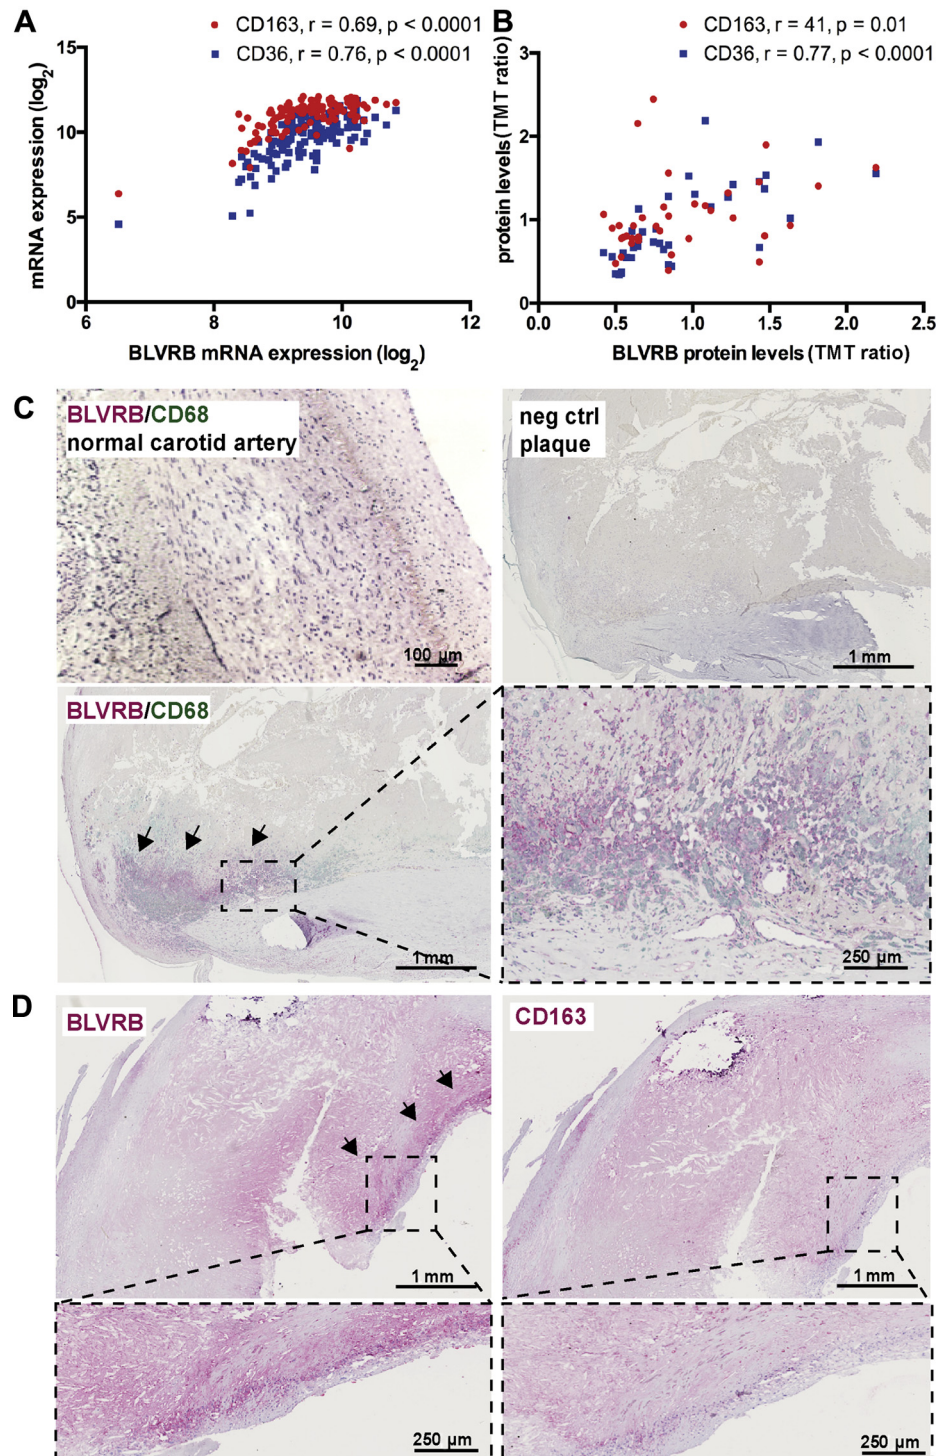 A
CD163, r = 0.69, p < 0.0001
CD36, r = 0.76, p < 0.0001
15
10
5
0
mRNA expression (log2)
6
8
10
12
BLVRB mRNA expression (log2)
B
CD163, r = 41, p = 0.01
CD36, r = 0.77, p < 0.0001
3
2
1
0
protein levels (TMT ratio)
0.0
0.5
1.0
1.5
2.0
2.5
BLVRB protein levels (TMT ratio)
C
BLVRB/CD68
normal carotid artery
100 µm
neg ctrl
plaque
1 mm
BLVRB/CD68
1 mm
250 µm
D
BLVRB
1 mm
CD163
1 mm
250 µm
250 µm